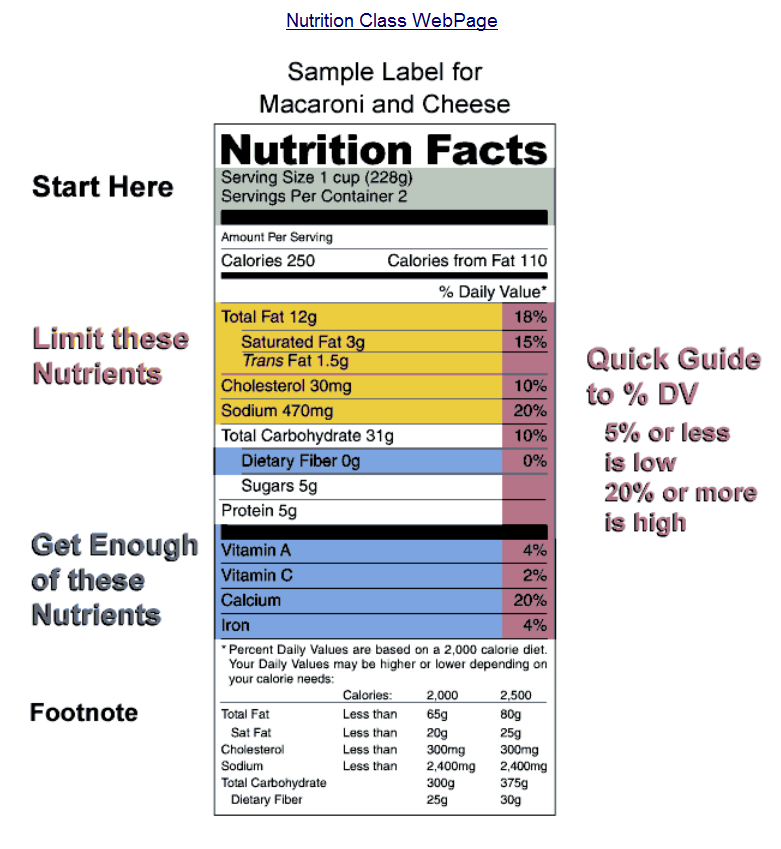 Nutrition Class WebPage
Sample Label for
Macaroni and Cheese
Nutrition Facts
Start Here
Serving Size 1 cup (228g)
Servings Per Container 2
Amount Per Serving
Calories 250 Calories from Fat 110
% Daily Value*
Limit these
Nutrients
Total Fat 12g 18%
Saturated Fat 3g 15%
Trans Fat 1.5g
Cholesterol 30mg 10%
Sodium 470mg 20%
Total Carbohydrate 31g 10%
Dietary Fiber 0g 0%
Sugars 5g
Protein 5g
Quick Guide
to % DV
5% or less
is low
20% or more
is high
Get Enough
of these
Nutrients
Vitamin A 4%
Vitamin C 2%
Calcium 20%
Iron 4%
Footnote
* Percent Daily Values are based on a 2,000 calorie diet.
Your Daily Values may be higher or lower depending on
your calorie needs:
Calories: 2,000 2,500
Total Fat Less than 65g 80g
Sat Fat Less than 20g 25g
Cholesterol Less than 300mg 300mg
Sodium Less than 2,400mg 2,400mg
Total Carbohydrate 300g 375g
Dietary Fiber 25g 30g